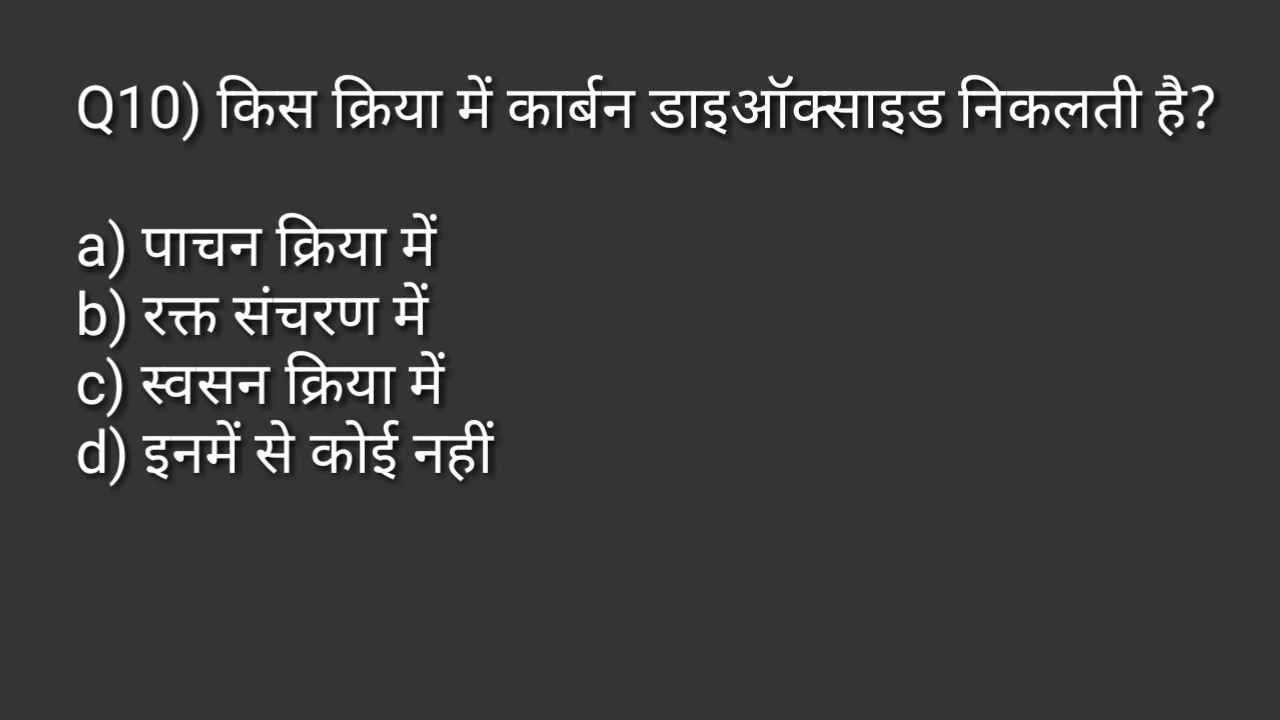 Q10) किस क्रिया में कार्बन डाइऑक्साइड निकलती है?
a) पाचन क्रिया में
b) रक्त संचरण में
c) स्वसन क्रिया में
d) इनमें से कोई नहीं